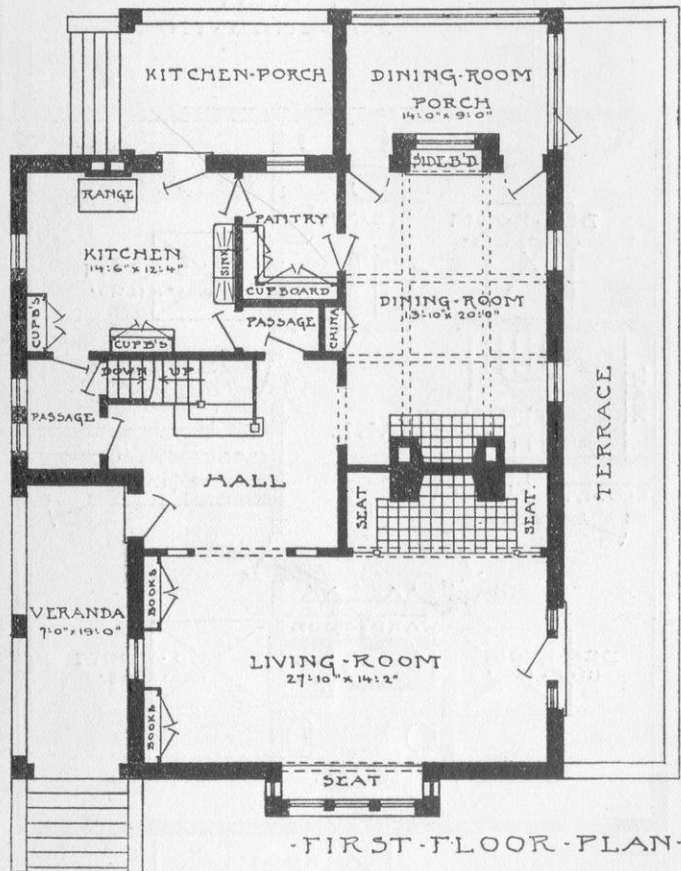 KITCHEN-PORCH
DINING-ROOM
PORCH
14'-0" x 9'-0"
SIDEB'D
RANGE
PANTRY
KITCHEN
14'-6" x 12'-4"
SINK
CUPBOARD
DINING-ROOM
13'-10" x 20'-0"
CUPB'S
CUPB'S
PASSAGE
CHINA
DOWN
UP
PASSAGE
TERRACE
HALL
SEAT
SEAT
BOOKS
VERANDA
7'-0" x 19'-0"
LIVING-ROOM
27'-10" x 14'-2"
BOOKS
SEAT
-FIRST-FLOOR-PLAN-